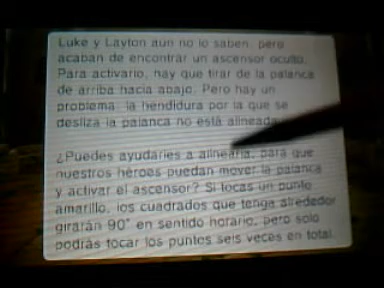 Luke y Layton aún no lo saben, pero
acaban de encontrar un ascensor oculto.
Para activarlo, hay que tirar de la palanca
de arriba hacia abajo. Pero hay un
problema: la hendidura por la que se
desliza la palanca no está alineada.
¿Puedes ayudarles a alinearla, para que
nuestros héroes puedan mover la palanca
y activar el ascensor? Si tocas un punto
amarillo, los cuadrados que tenga alrededor
girarán 90° en sentido horario, pero solo
podrás tocar los puntos seis veces en total.